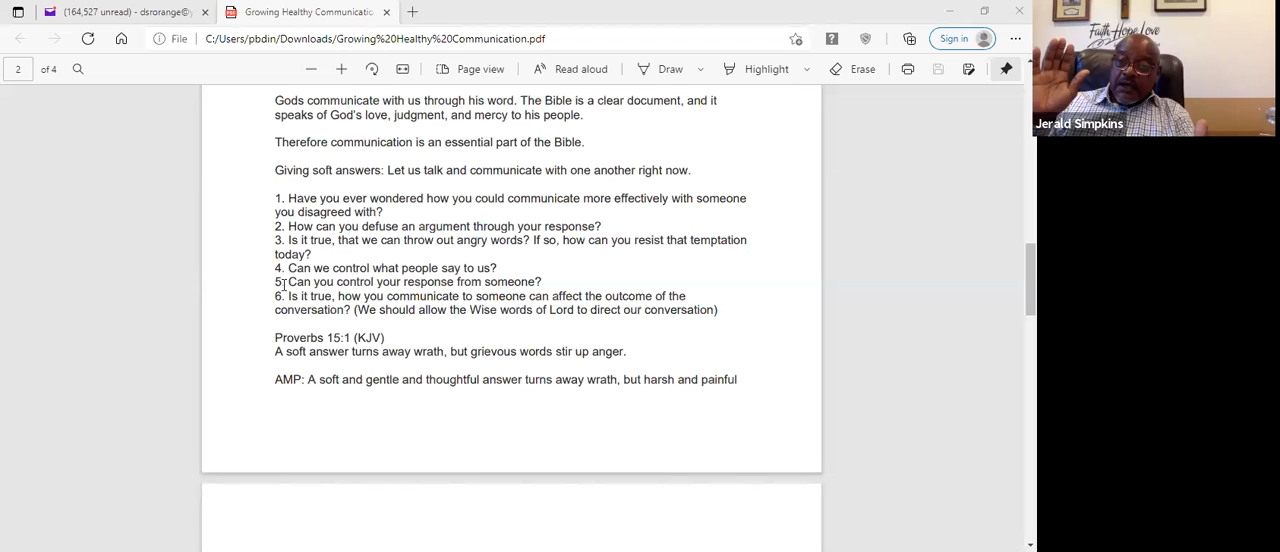 (164,527 unread) - dsrorange@y
Growing Healthy Communicatio
File
C:/Users/pbdin/Downloads/Growing%20Healthy%20Communication.pdf
Sign in
2 of 4
Page view
Read aloud
Draw
Highlight
Erase
Faith Hope Love
Jerald Simpkins
Gods communicate with us through his word. The Bible is a clear document, and it
speaks of God's love, judgment, and mercy to his people.
Therefore communication is an essential part of the Bible.
Giving soft answers: Let us talk and communicate with one another right now.
1. Have you ever wondered how you could communicate more effectively with someone
you disagreed with?
2. How can you defuse an argument through your response?
3. Is it true, that we can throw out angry words? If so, how can you resist that temptation
today?
4. Can we control what people say to us?
5. Can you control your response from someone?
6. Is it true, how you communicate to someone can affect the outcome of the
conversation? (We should allow the Wise words of Lord to direct our conversation)
Proverbs 15:1 (KJV)
A soft answer turns away wrath, but grievous words stir up anger.
AMP: A soft and gentle and thoughtful answer turns away wrath, but harsh and painful